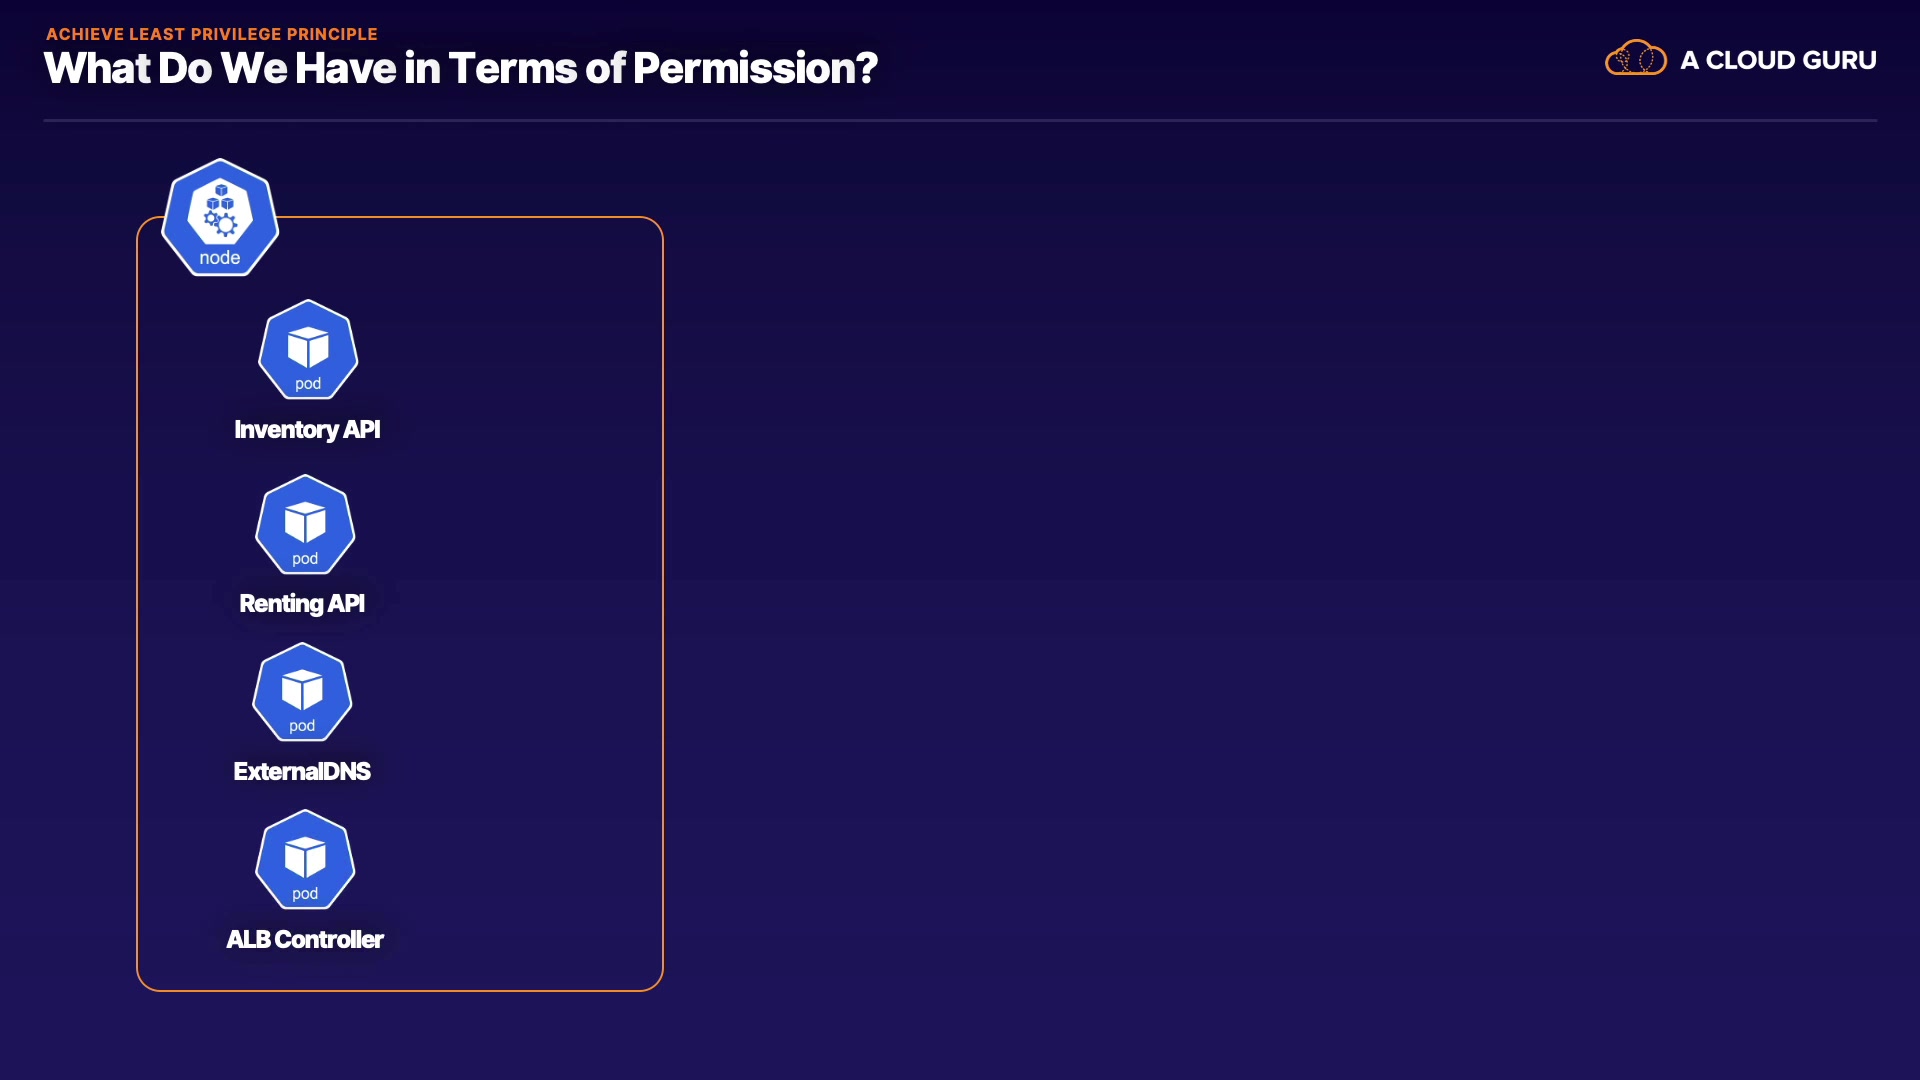 ACHIEVE LEAST PRIVILEGE PRINCIPLE
What Do We Have in Terms of Permission?
A CLOUD GURU
node
pod
Inventory API
pod
Renting API
pod
ExternalDNS
pod
ALB Controller